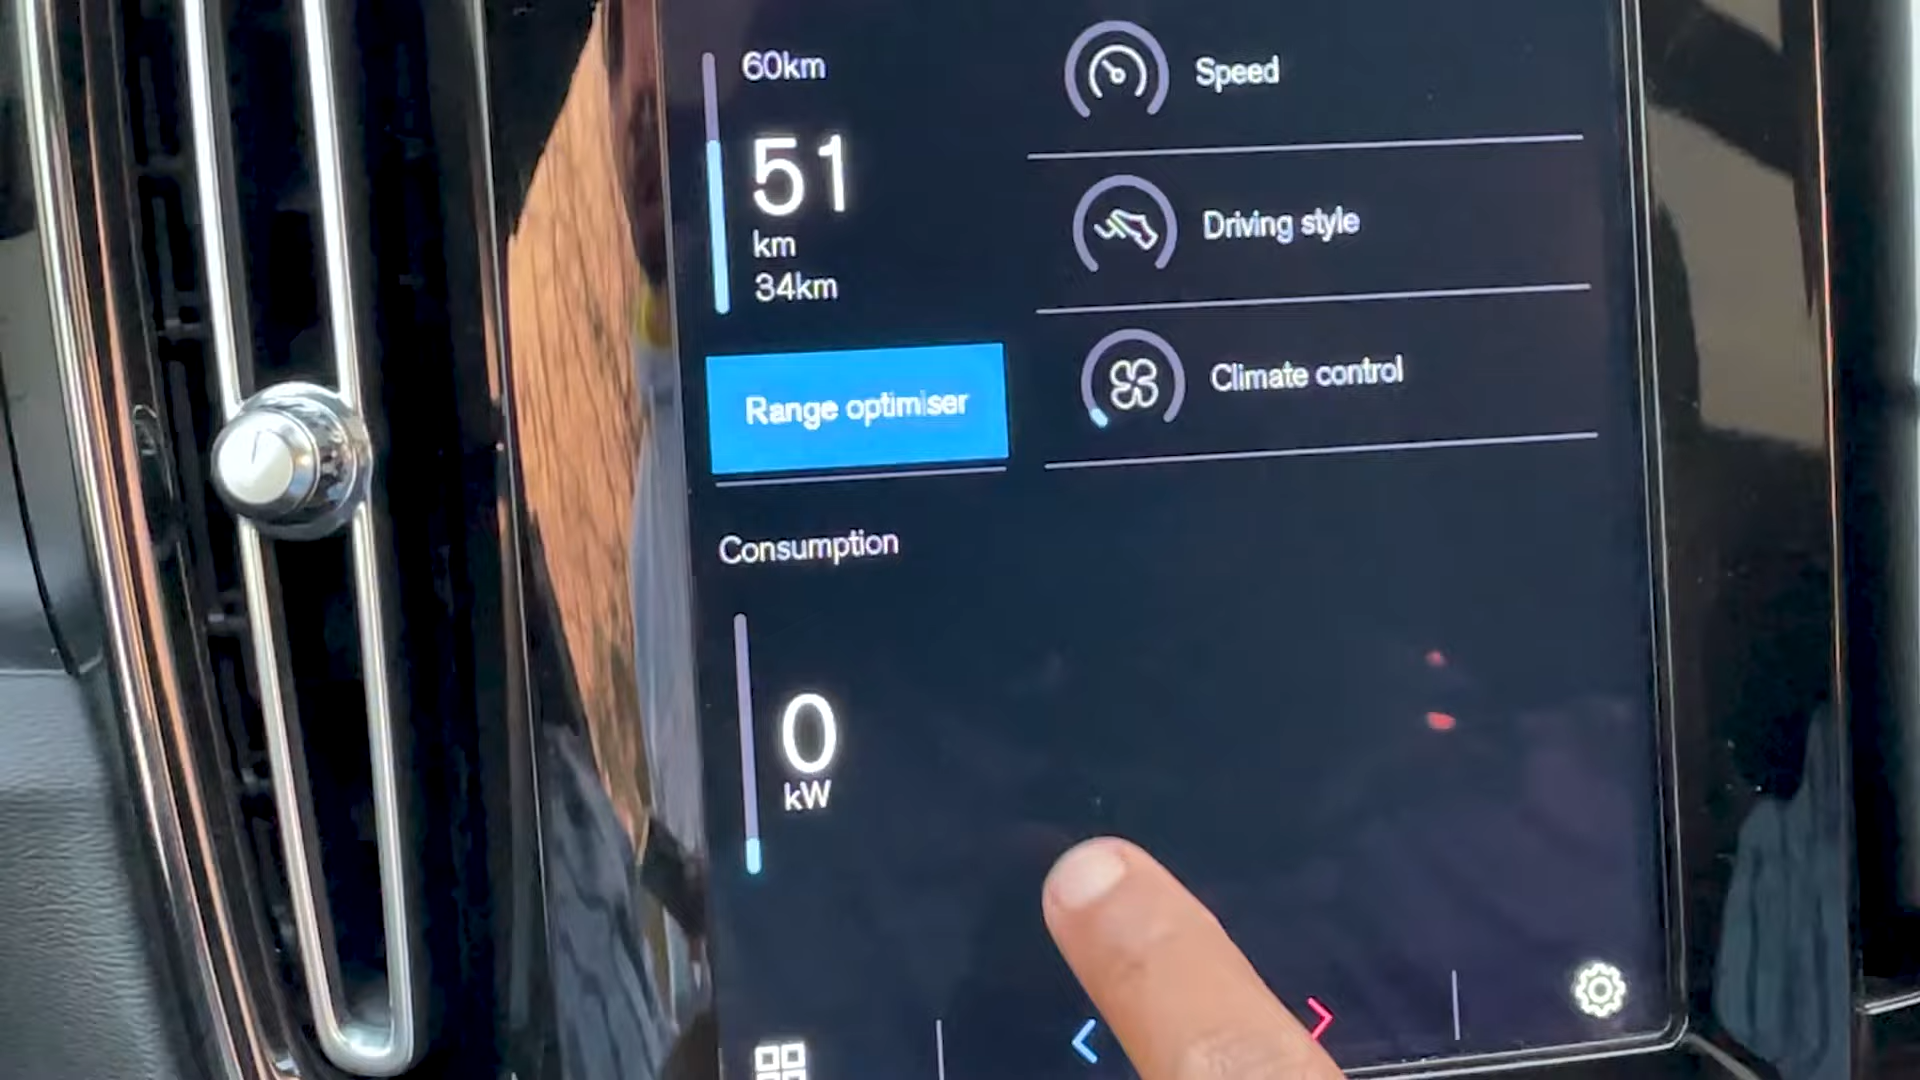 60km
51
km
34km
Range optimiser
Consumption
0
kW
Speed
Driving style
Climate control